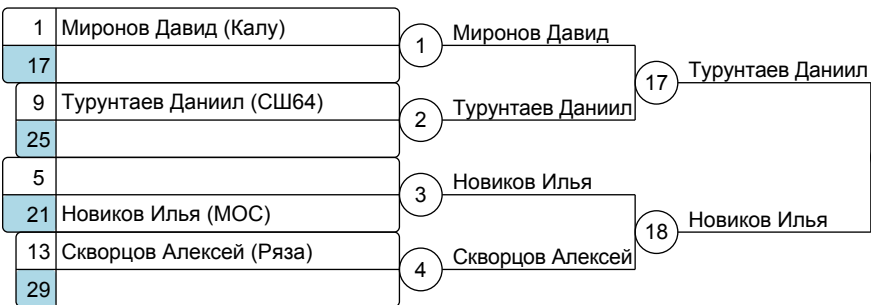 1 Миронов Давид (Калу)
17
9 Турунтаев Даниил (СШ64)
25
5
21 Новиков Илья (МОС)
13 Скворцов Алексей (Ряза)
29
1 Миронов Давид
2 Турунтаев Даниил
3 Новиков Илья
4 Скворцов Алексей
17 Турунтаев Даниил
18 Новиков Илья